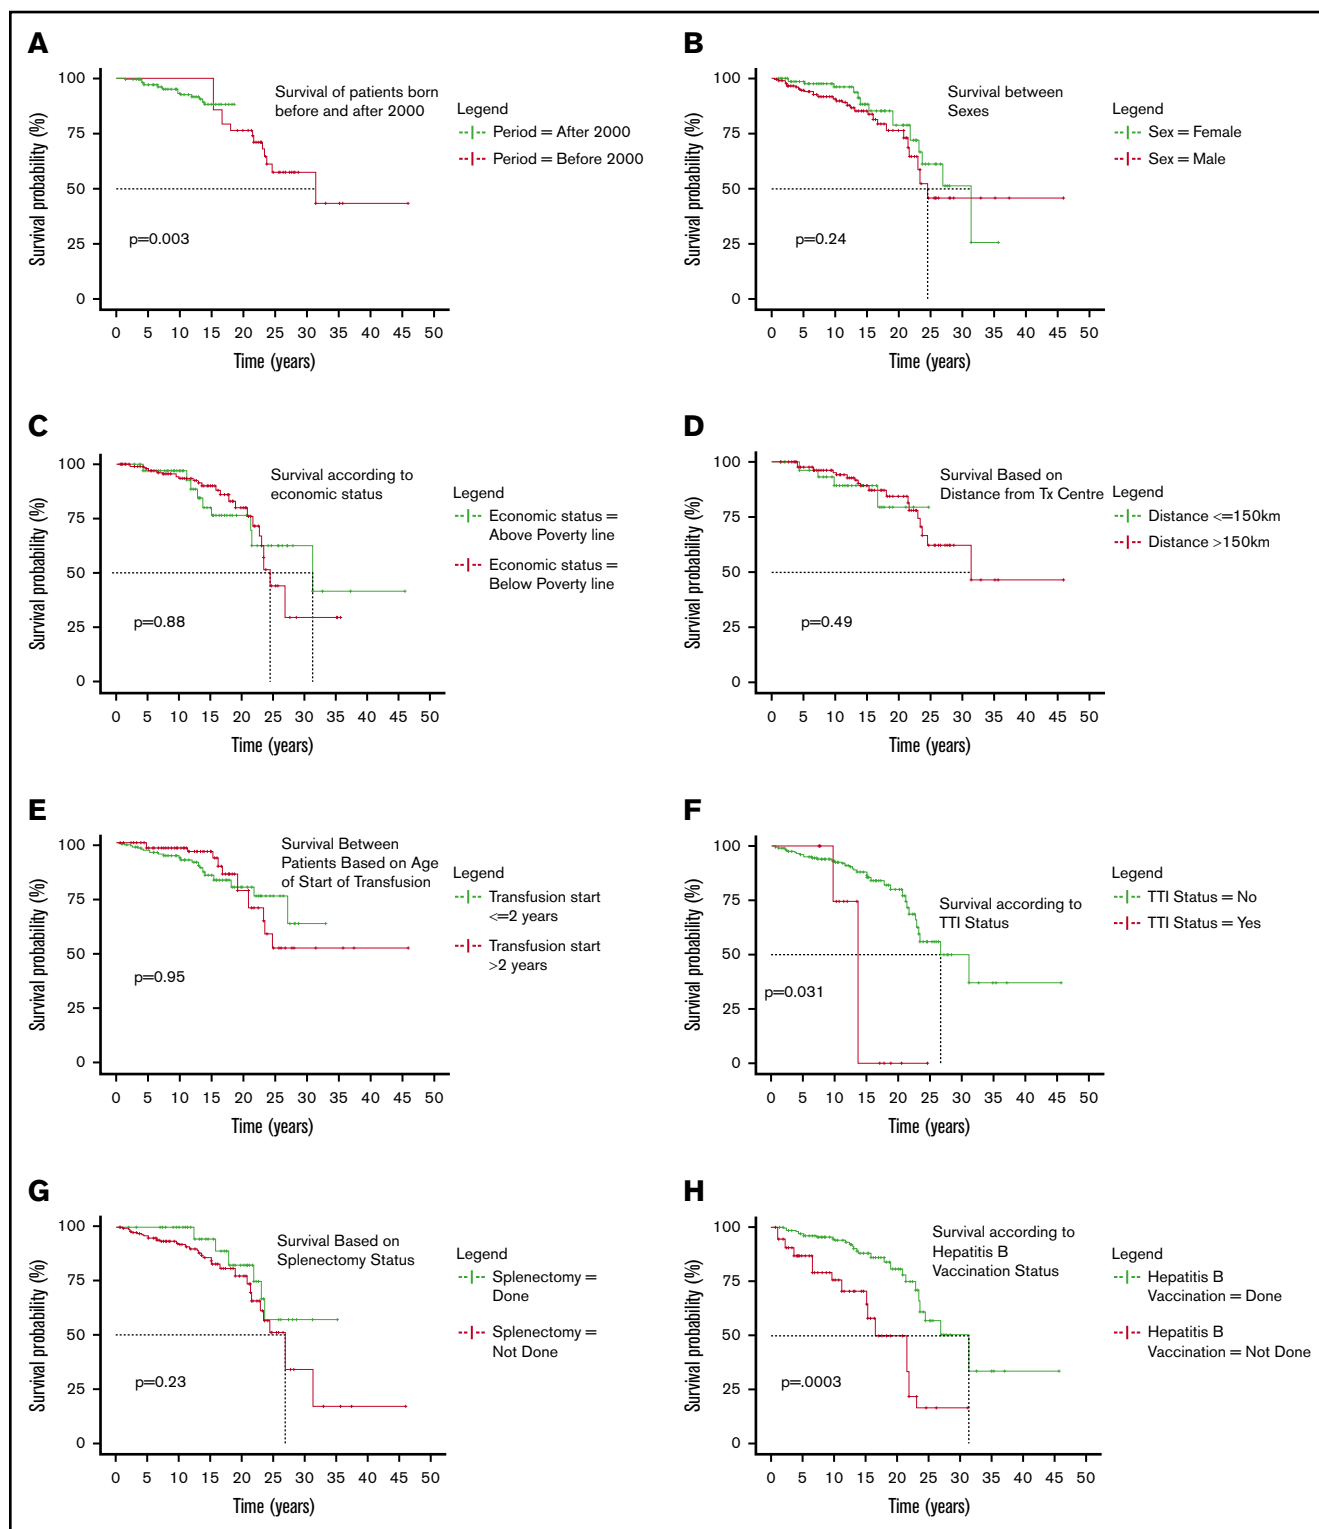 A
Survival of patients born
before and after 2000
Survival probability (%)
100
75
50
25
0
p=0.003
0 5 10 15 20 25 30 35 40 45 50
Time (years)
Legend
Period = After 2000
Period = Before 2000
B
Survival between
Sexes
Survival probability (%)
100
75
50
25
0
p=0.24
0 5 10 15 20 25 30 35 40 45 50
Time (years)
Legend
Sex = Female
Sex = Male
C
Survival according to
economic status
Survival probability (%)
100
75
50
25
0
p=0.88
0 5 10 15 20 25 30 35 40 45 50
Time (years)
Legend
Economic status =
Above Poverty line
Economic status =
Below Poverty line
D
Survival Based on
Distance from Tx Centre
Survival probability (%)
100
75
50
25
0
p=0.49
0 5 10 15 20 25 30 35 40 45 50
Time (years)
Legend
Distance <=150km
Distance >150km
E
Survival Between
Patients Based on Age
of Start of Transfusion
Survival probability (%)
100
75
50
25
0
p=0.95
0 5 10 15 20 25 30 35 40 45 50
Time (years)
Legend
Transfusion start
<=2 years
Transfusion start
>2 years
F
Survival according to
TTI Status
Survival probability (%)
100
75
50
25
0
p=0.031
0 5 10 15 20 25 30 35 40 45 50
Time (years)
Legend
TTI Status = No
TTI Status = Yes
G
Survival Based on
Splenectomy Status
Survival probability (%)
100
75
50
25
0
p=0.23
0 5 10 15 20 25 30 35 40 45 50
Time (years)
Legend
Splenectomy =
Done
Splenectomy =
Not Done
H
Survival according to
Hepatitis B
Vaccination Status
Survival probability (%)
100
75
50
25
0
p=.0003
0 5 10 15 20 25 30 35 40 45 50
Time (years)
Legend
Hepatitis B
Vaccination = Done
Hepatitis B
Vaccination = Not Done